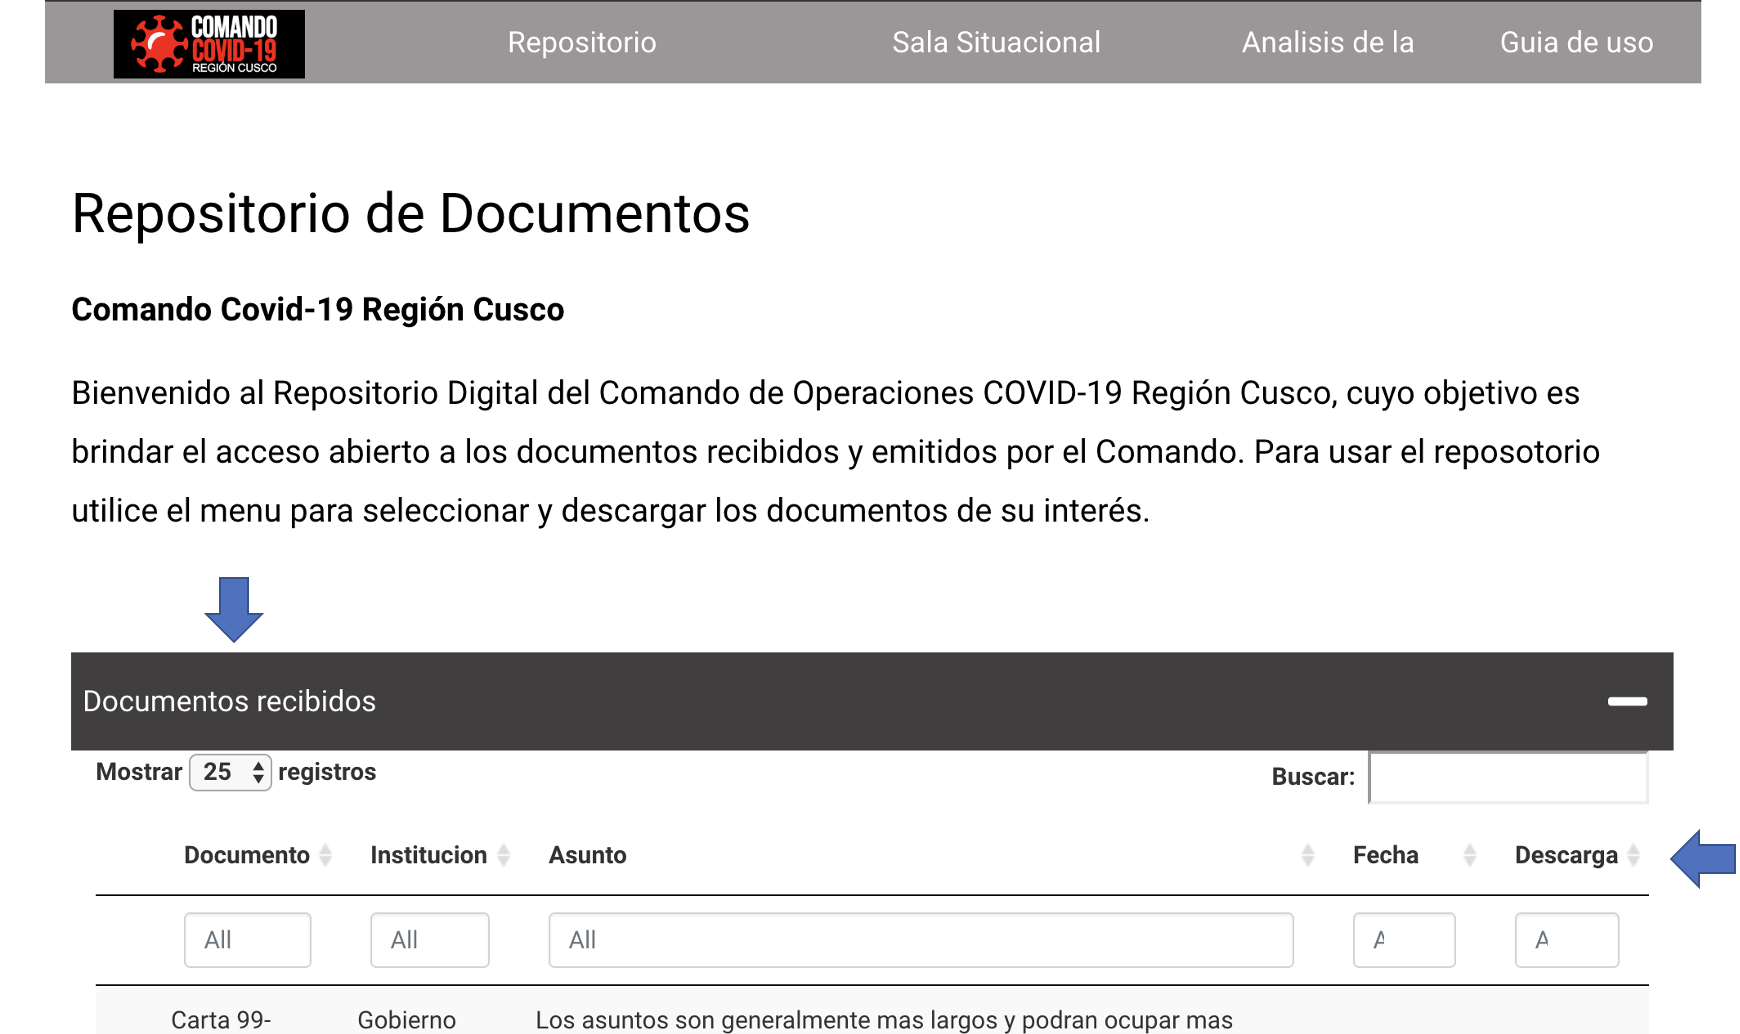 COMANDO
COVID-19
REGIÓN CUSCO
Repositorio
Sala Situacional
Analisis de la
Guia de uso
Repositorio de Documentos
Comando Covid-19 Región Cusco
Bienvenido al Repositorio Digital del Comando de Operaciones COVID-19 Región Cusco, cuyo objetivo es
brindar el acceso abierto a los documentos recibidos y emitidos por el Comando. Para usar el reposotorio
utilice el menu para seleccionar y descargar los documentos de su interés.
Documentos recibidos
Mostrar 25 registros
Buscar:
Documento Institucion Asunto Fecha Descarga
All All All A A
Carta 99- Gobierno Los asuntos son generalmente mas largos y podran ocupar mas